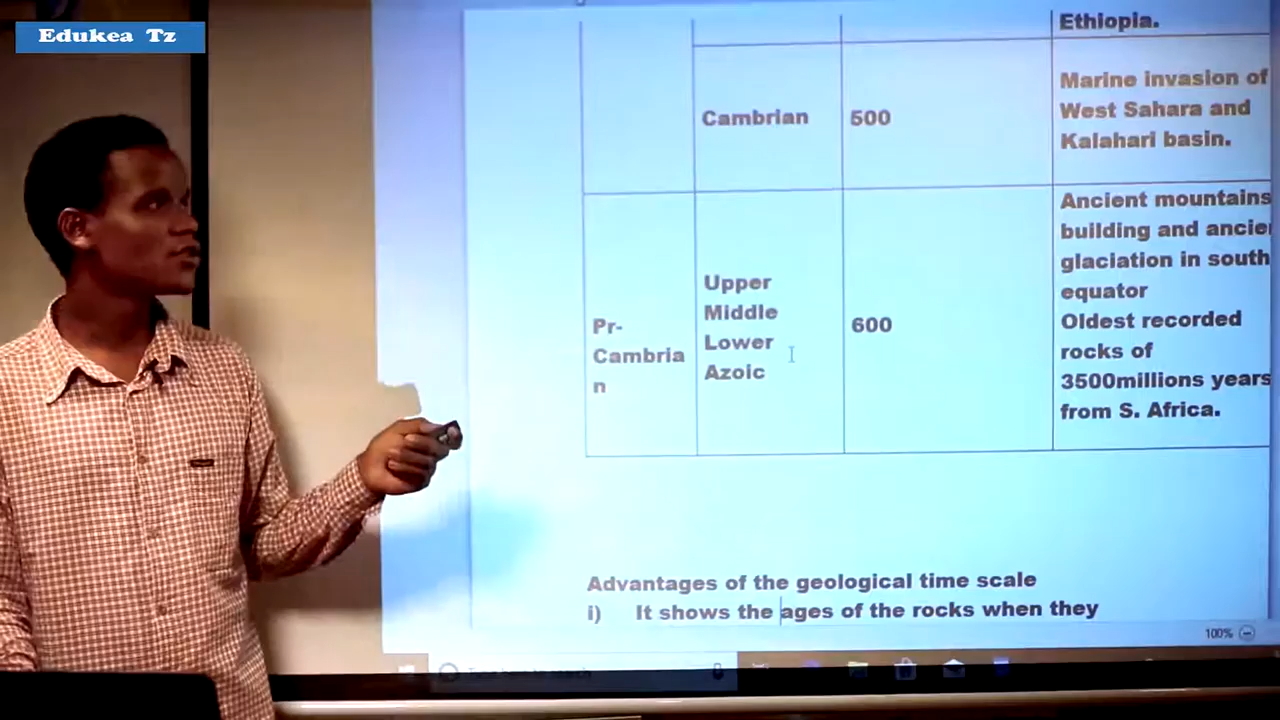 Edukea Tz
Ethiopia.
Cambrian
500
Marine invasion of
West Sahara and
Kalahari basin.
Pr-
Cambria
n
Upper
Middle
Lower
Azoic
600
Ancient mountains
building and
glaciation in south
equator
Oldest recorded
rocks of
3500millions years
from S. Africa.
Advantages of the geological time scale
i) It shows the ages of the rocks when they
100%